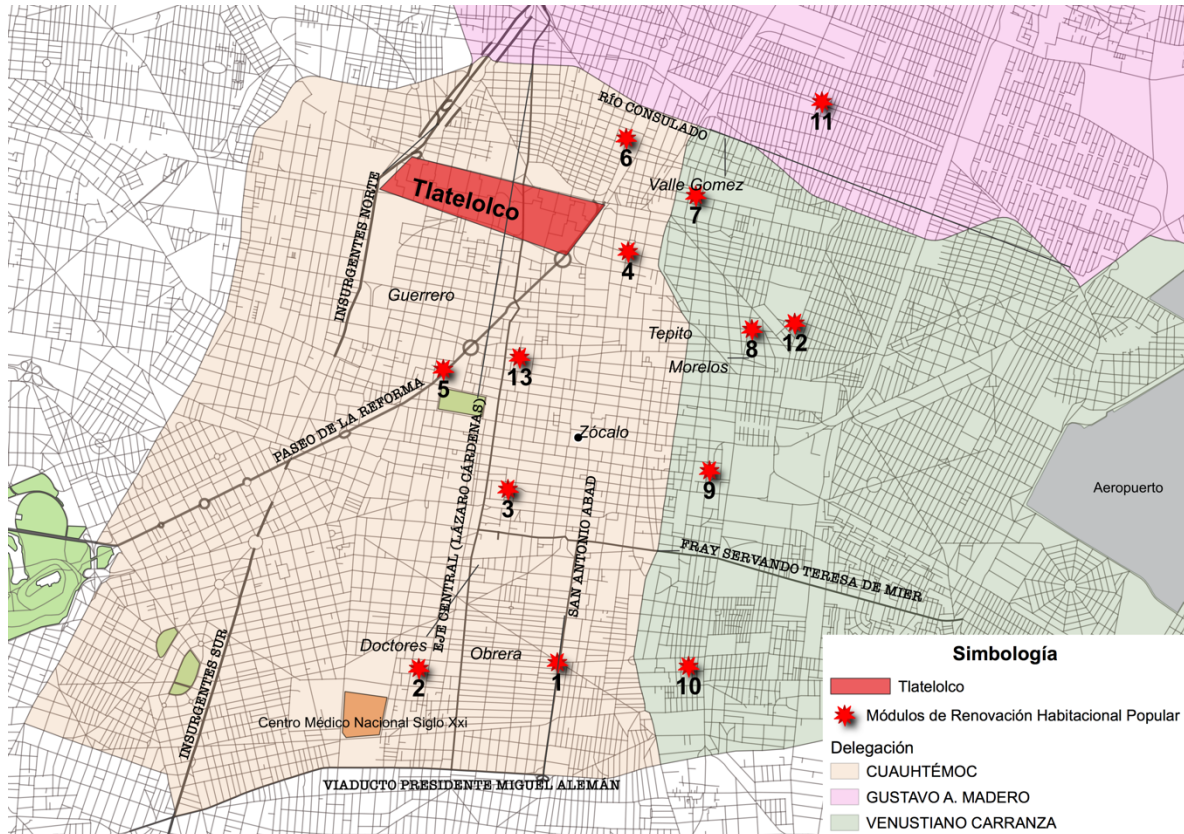 RÍO CONSULADO
11
6
Tlatelolco
Valle Gomez
7
INSURGENTES NORTE
4
Guerrero
Tepito
8
12
Morelos
13
5
PASEO DE LA REFORMA
EJE CENTRAL (LÁZARO CÁRDENAS)
Zócalo
9
Aeropuerto
3
SAN ANTONIO ABAD
FRAY SERVANDO TERESA DE MIER
Doctores
Obrera
2
1
10
INSURGENTES SUR
Centro Médico Nacional Siglo Xxi
VIADUCTO PRESIDENTE MIGUEL ALEMÁN
Simbología
Tlatelolco
Módulos de Renovación Habitacional Popular
Delegación
CUAUHTÉMOC
GUSTAVO A. MADERO
VENUSTIANO CARRANZA